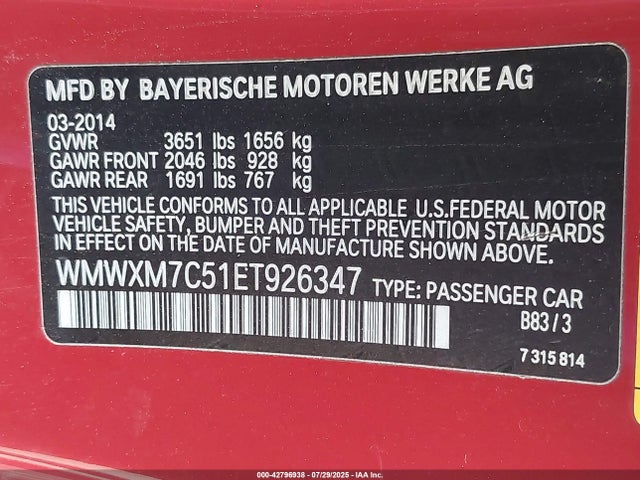 MFD BY BAYERISCHE MOTOREN WERKE AG
03-2014
GVWR 3651 lbs 1656 kg
GAWR FRONT 2046 lbs 928 kg
GAWR REAR 1691 lbs 767 kg
THIS VEHICLE CONFORMS TO ALL APPLICABLE U.S.FEDERAL MOTOR
VEHICLE SAFETY, BUMPER AND THEFT PREVENTION STANDARDS
IN EFFECT ON THE DATE OF MANUFACTURE SHOWN ABOVE.
WMWXM7C51ET926347 TYPE: PASSENGER CAR
B83/3
7 315 814
000-42796938 - 07/29/2025 - IAA Inc.